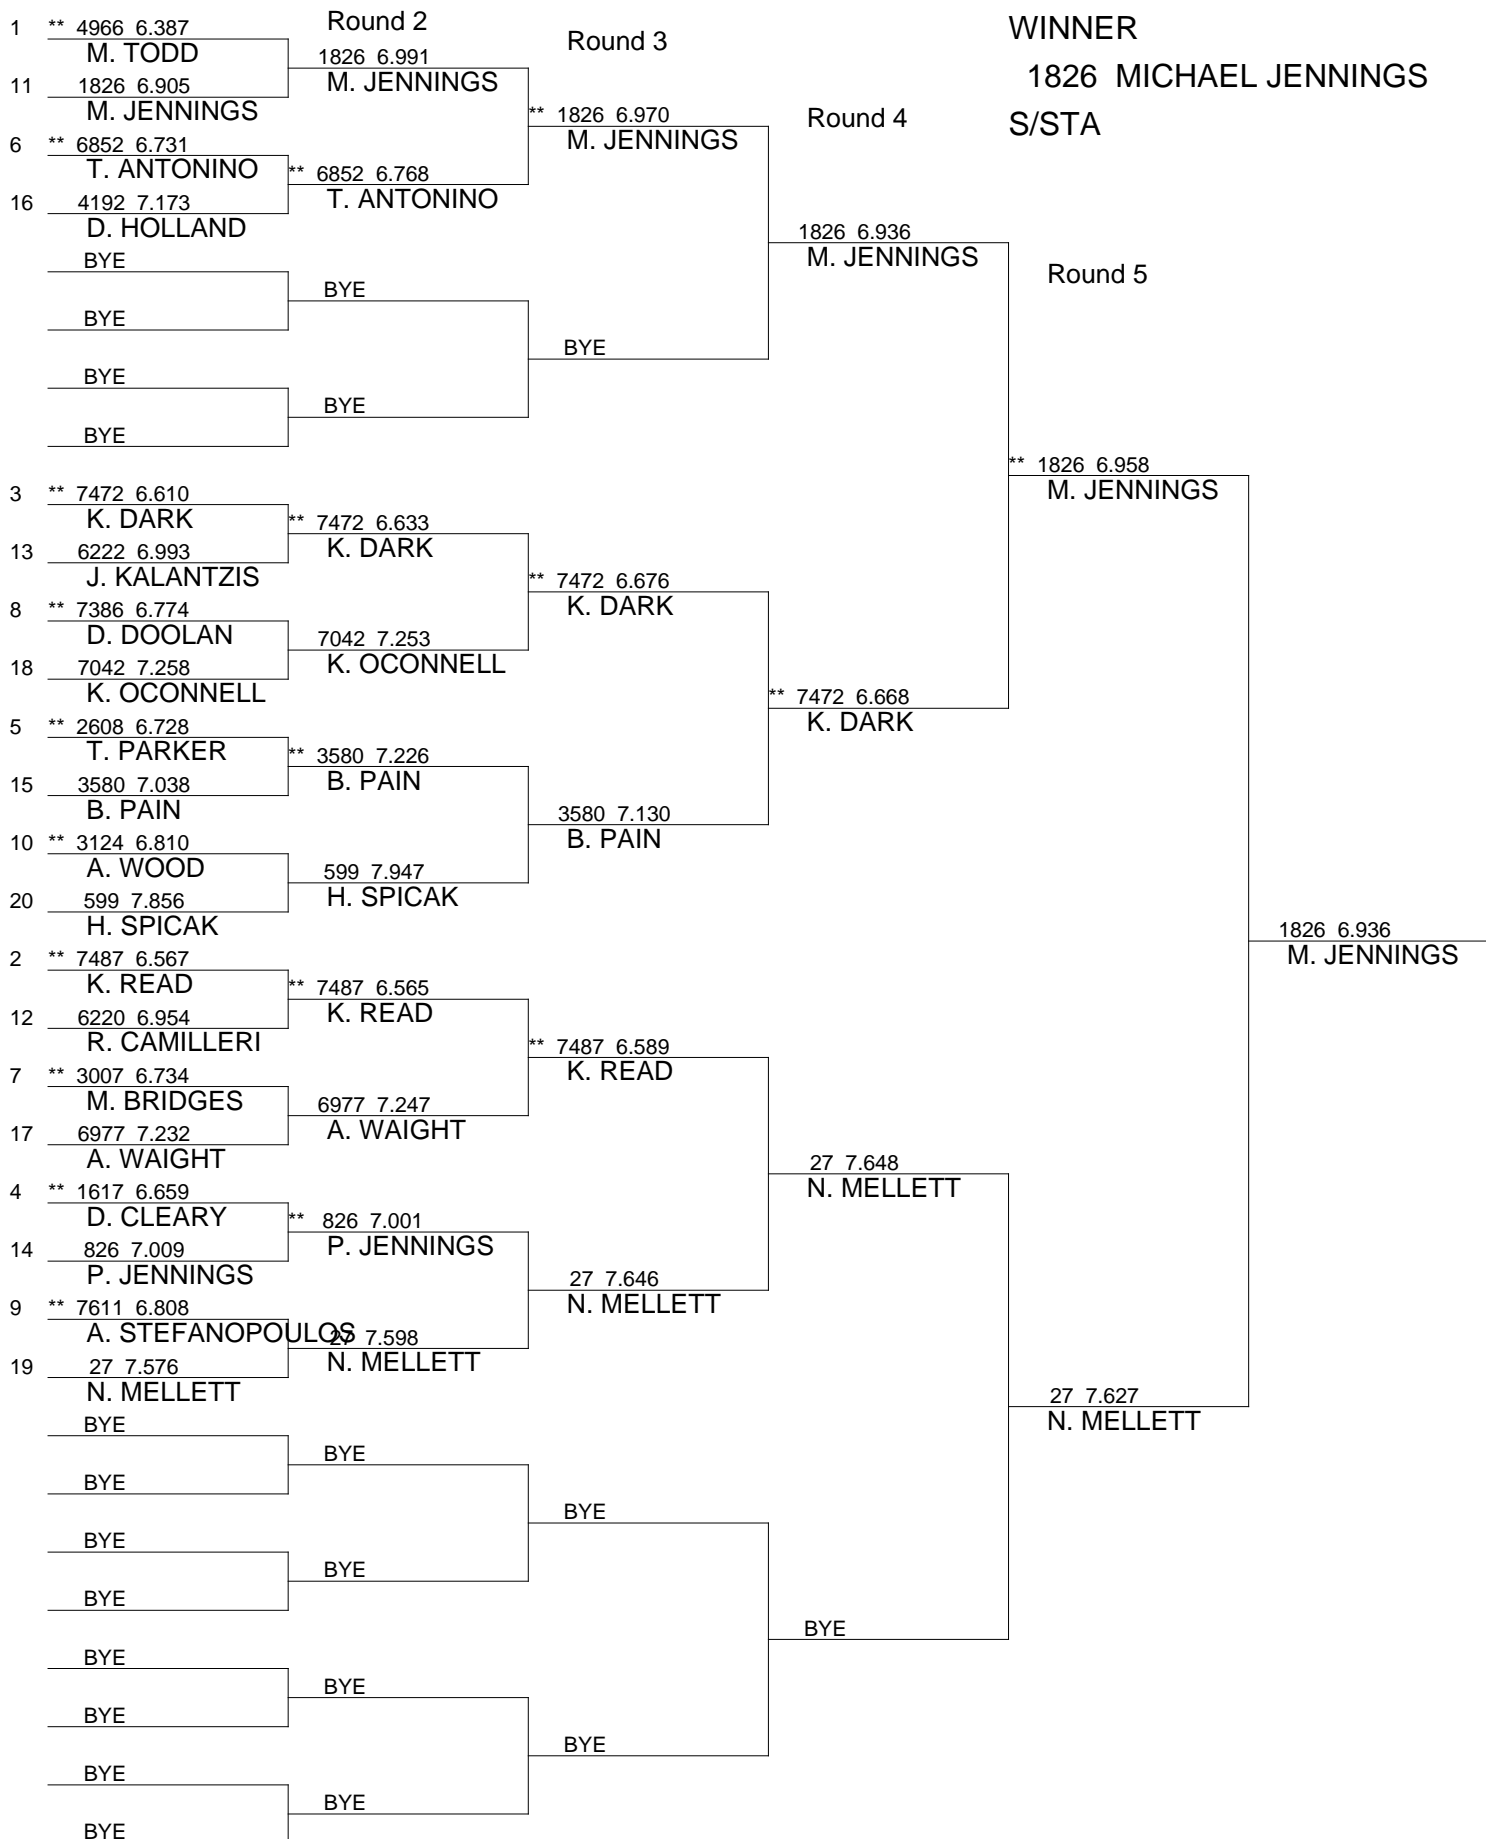 WINNER
1826 MICHAEL JENNINGS
S/STA
Round 2
Round 3
Round 4
Round 5
1 ** 4966 6.387
M. TODD
11 1826 6.905
M. JENNINGS
6 ** 6852 6.731
T. ANTONINO
16 4192 7.173
D. HOLLAND
BYE
BYE
BYE
BYE
3 ** 7472 6.610
K. DARK
13 6222 6.993
J. KALANTZIS
8 ** 7386 6.774
D. DOOLAN
18 7042 7.258
K. OCONNELL
5 ** 2608 6.728
T. PARKER
15 3580 7.038
B. PAIN
10 ** 3124 6.810
A. WOOD
20 599 7.856
H. SPICAK
2 ** 7487 6.567
K. READ
12 6220 6.954
R. CAMILLERI
7 ** 3007 6.734
M. BRIDGES
17 6977 7.232
A. WAIGHT
4 ** 1617 6.659
D. CLEARY
14 826 7.009
P. JENNINGS
9 ** 7611 6.808
A. STEFANOPOULOS
19 27 7.576
N. MELLETT
BYE
BYE
BYE
BYE
BYE
BYE
BYE
BYE
1826 6.991
M. JENNINGS
** 6852 6.768
T. ANTONINO
BYE
BYE
** 7472 6.633
K. DARK
7042 7.253
K. OCONNELL
** 3580 7.226
B. PAIN
599 7.947
H. SPICAK
** 7487 6.565
K. READ
6977 7.247
A. WAIGHT
** 826 7.001
P. JENNINGS
27 7.598
N. MELLETT
BYE
BYE
BYE
BYE
** 1826 6.970
M. JENNINGS
BYE
** 7472 6.676
K. DARK
3580 7.130
B. PAIN
** 7487 6.589
K. READ
27 7.646
N. MELLETT
BYE
BYE
1826 6.936
M. JENNINGS
** 7472 6.668
K. DARK
27 7.648
N. MELLETT
BYE
** 1826 6.958
M. JENNINGS
27 7.627
N. MELLETT
1826 6.936
M. JENNINGS